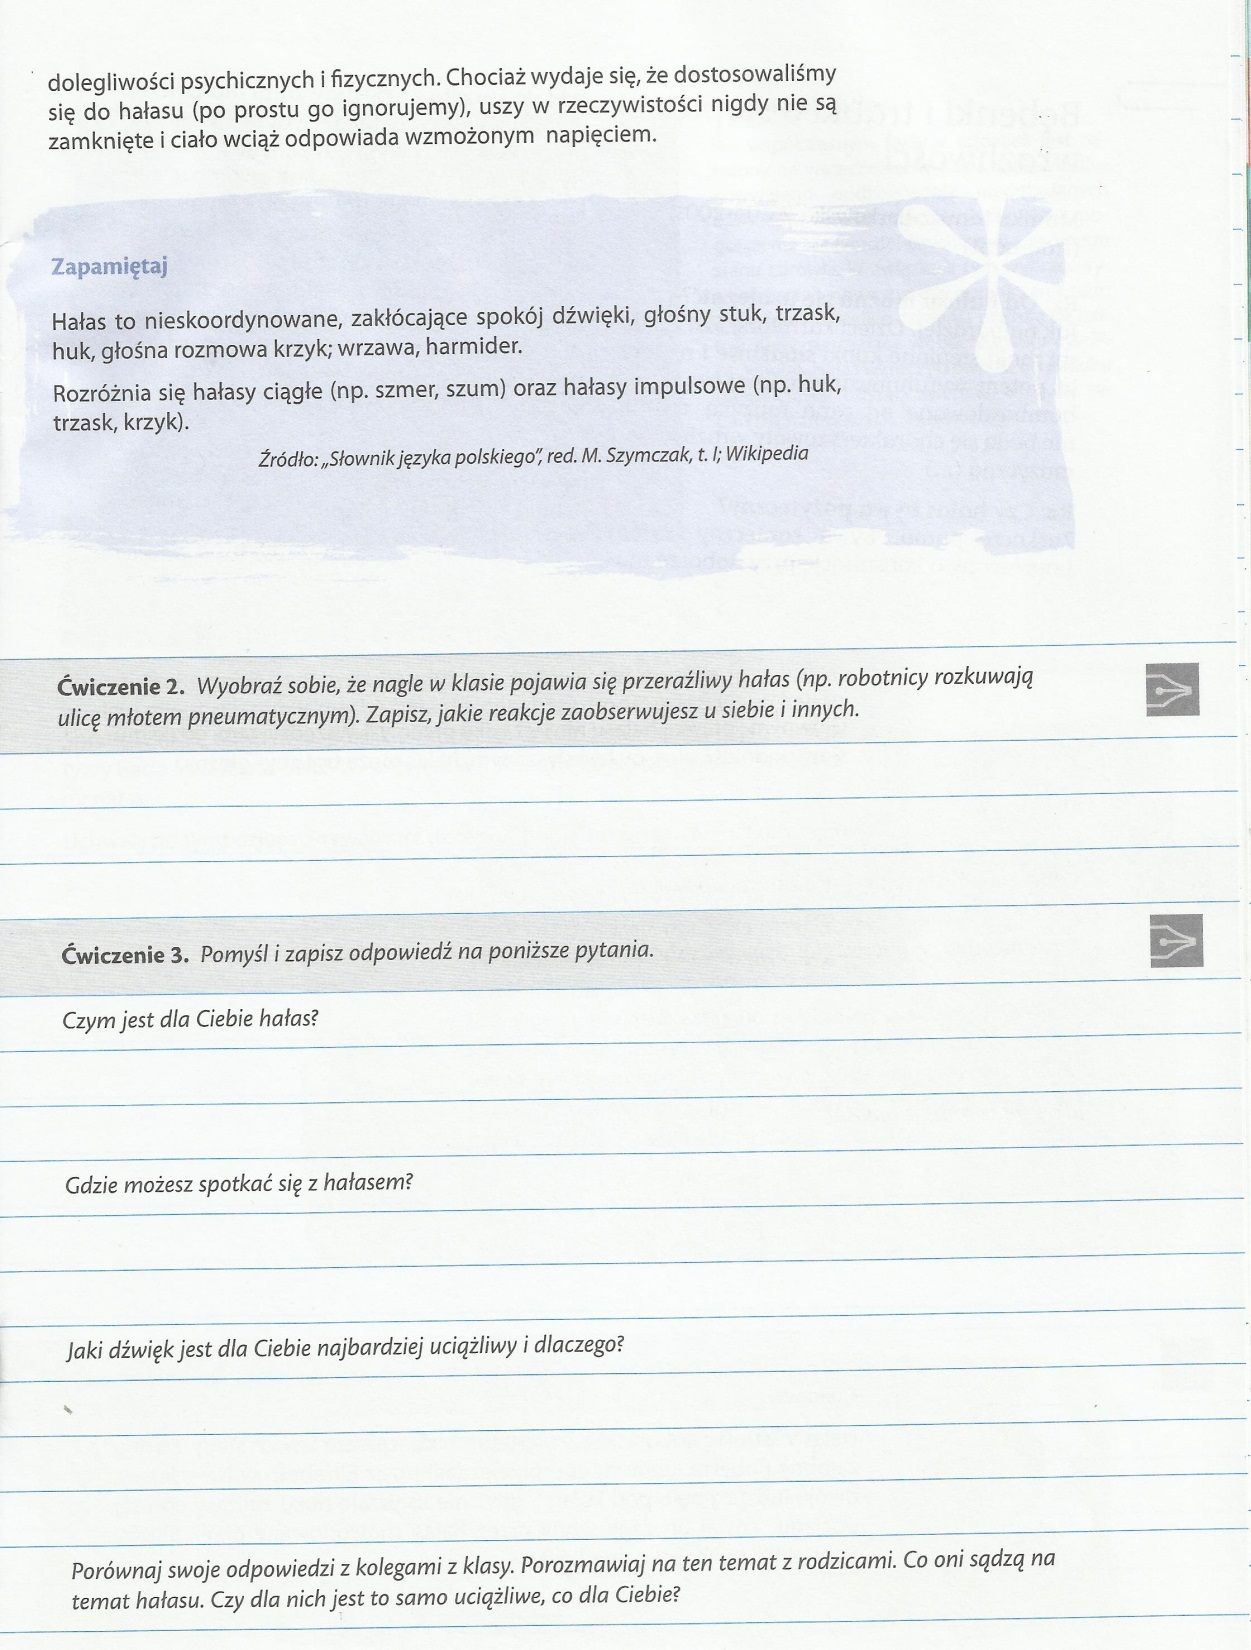 dolegliwości psychicznych i fizycznych. Chociaż wydaje się, że dostosowaliśmy
się do hałasu (po prostu go ignorujemy), uszy w rzeczywistości nigdy nie są
zamknięte i ciało wciąż odpowiada wzmożonym napięciem.
Zapamiętaj
Hałas to nieskoordynowane, zakłócające spokój dźwięki, głośny stuk, trzask,
huk, głośna rozmowa krzyk; wrzawa, harmider.
Rozróżnia się hałasy ciągłe (np. szmer, szum) oraz hałasy impulsowe (np. huk,
trzask, krzyk).
Źródło: „Słownik języka polskiego”, red. M. Szymczak, t. I; Wikipedia
Ćwiczenie 2. Wyobraź sobie, że nagle w klasie pojawia się przeraźliwy hałas (np. robotnicy rozkuwają
ulicę młotem pneumatycznym). Zapisz, jakie reakcje zaobserwujesz u siebie i innych.
Ćwiczenie 3. Pomyśl i zapisz odpowiedź na poniższe pytania.
Czym jest dla Ciebie hałas?
Gdzie możesz spotkać się z hałasem?
Jaki dźwięk jest dla Ciebie najbardziej uciążliwy i dlaczego?
Porównaj swoje odpowiedzi z kolegami z klasy. Porozmawiaj na ten temat z rodzicami. Co oni sądzą na
temat hałasu. Czy dla nich jest to samo uciążliwe, co dla Ciebie?